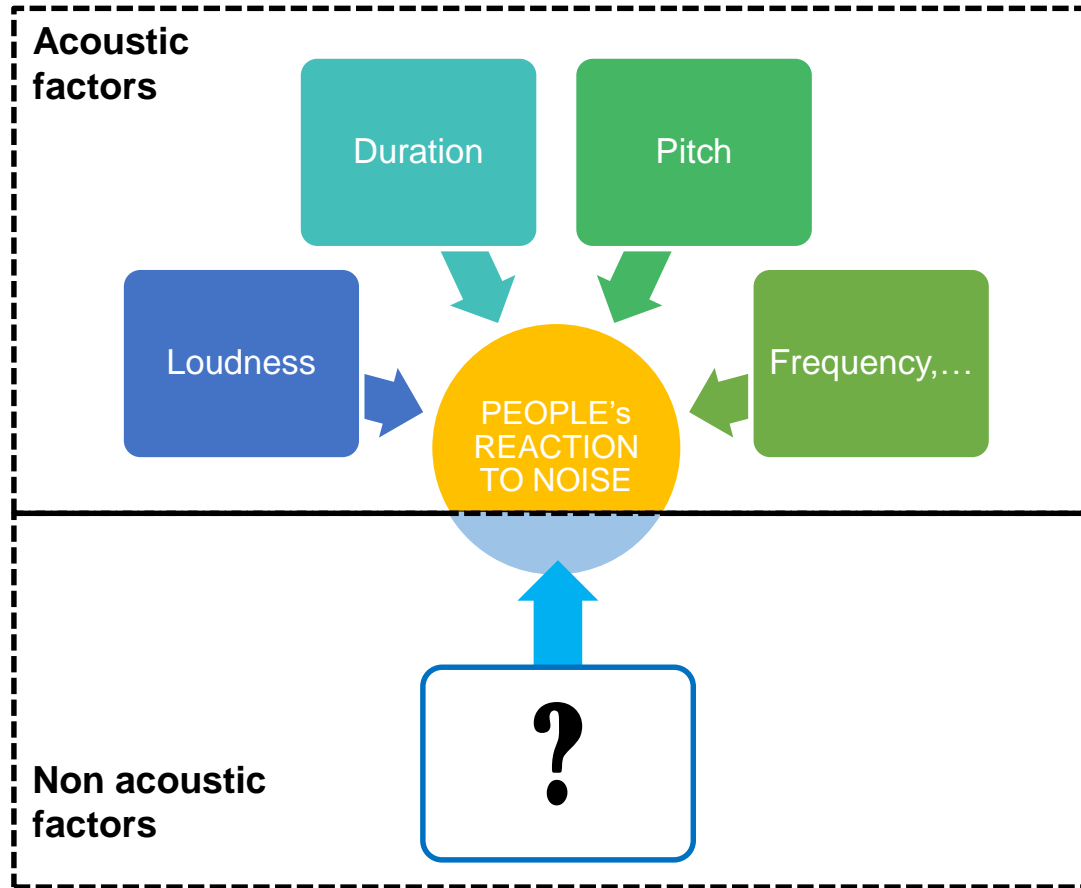 Acoustic
factors
Duration
Pitch
Loudness
Frequency,…
PEOPLE's
REACTION
TO NOISE
?
Non acoustic
factors